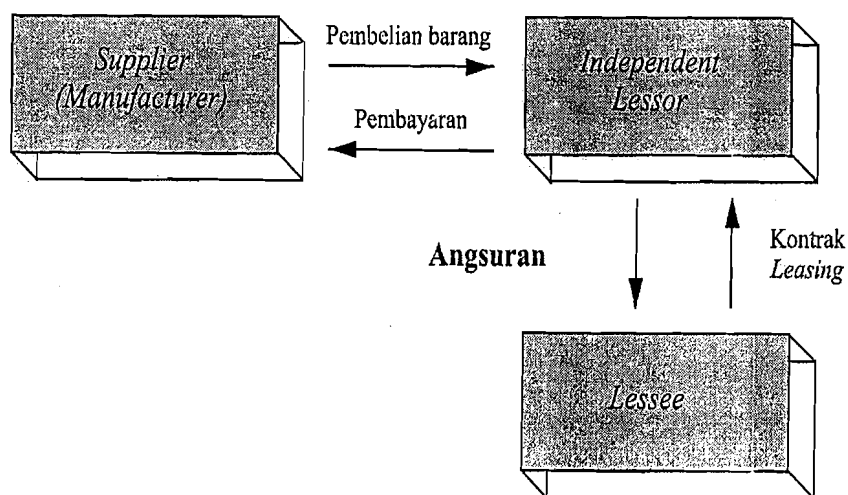 Supplier
(Manufacturer)
Pembelian barang
Pembayaran
Independent
Lessor
Angsuran
Kontrak
Leasing
Lessee